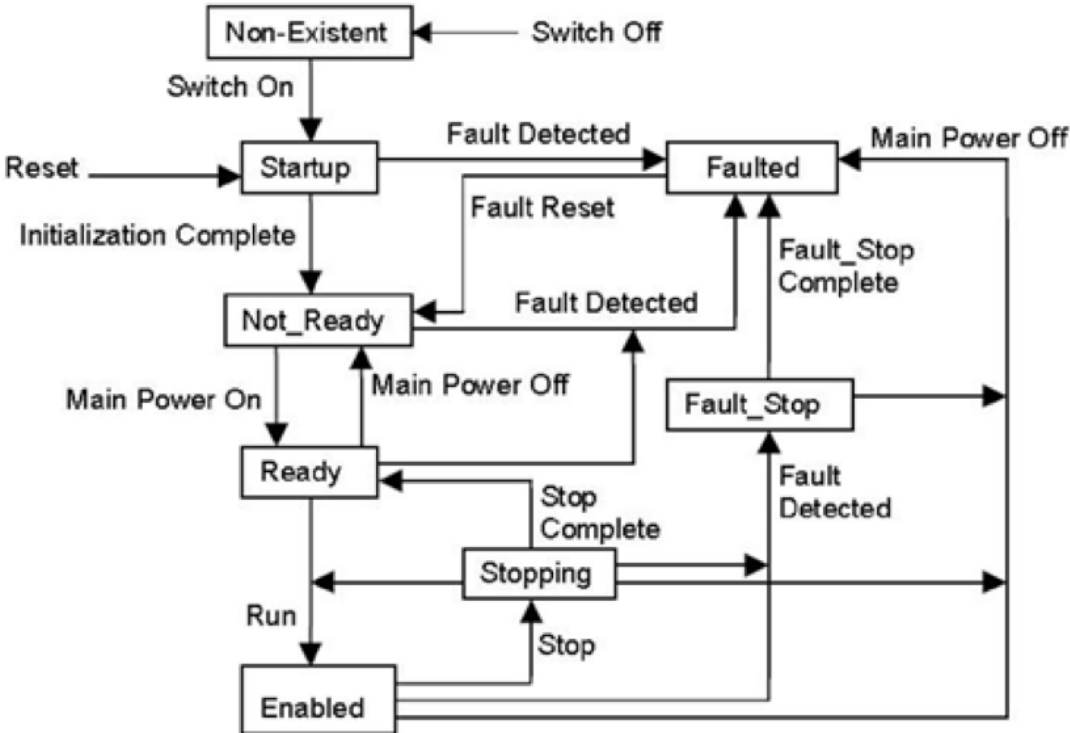 Non-Existent
Switch Off
Switch On
Fault Detected
Main Power Off
Reset
Startup
Faulted
Fault Reset
Initialization Complete
Fault_Stop
Complete
Fault Detected
Not_Ready
Main Power Off
Main Power On
Fault_Stop
Ready
Fault
Detected
Stop
Complete
Stopping
Run
Stop
Enabled